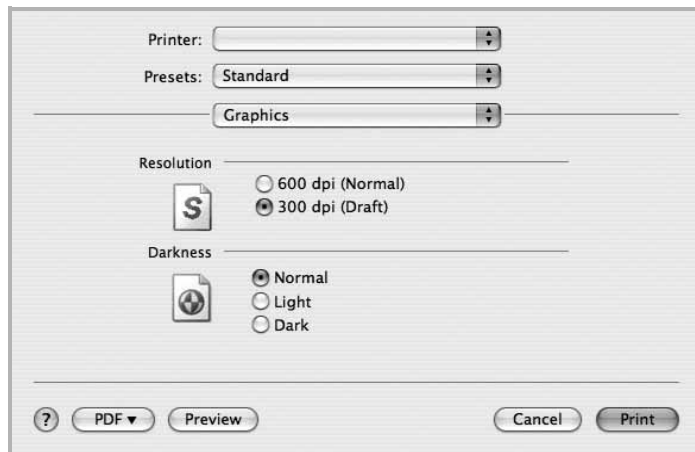 Printer:
Presets: Standard
Graphics
Resolution
600 dpi (Normal)
S
300 dpi (Draft)
Darkness
Normal
Light
Dark
? PDF▼ Preview Cancel Print